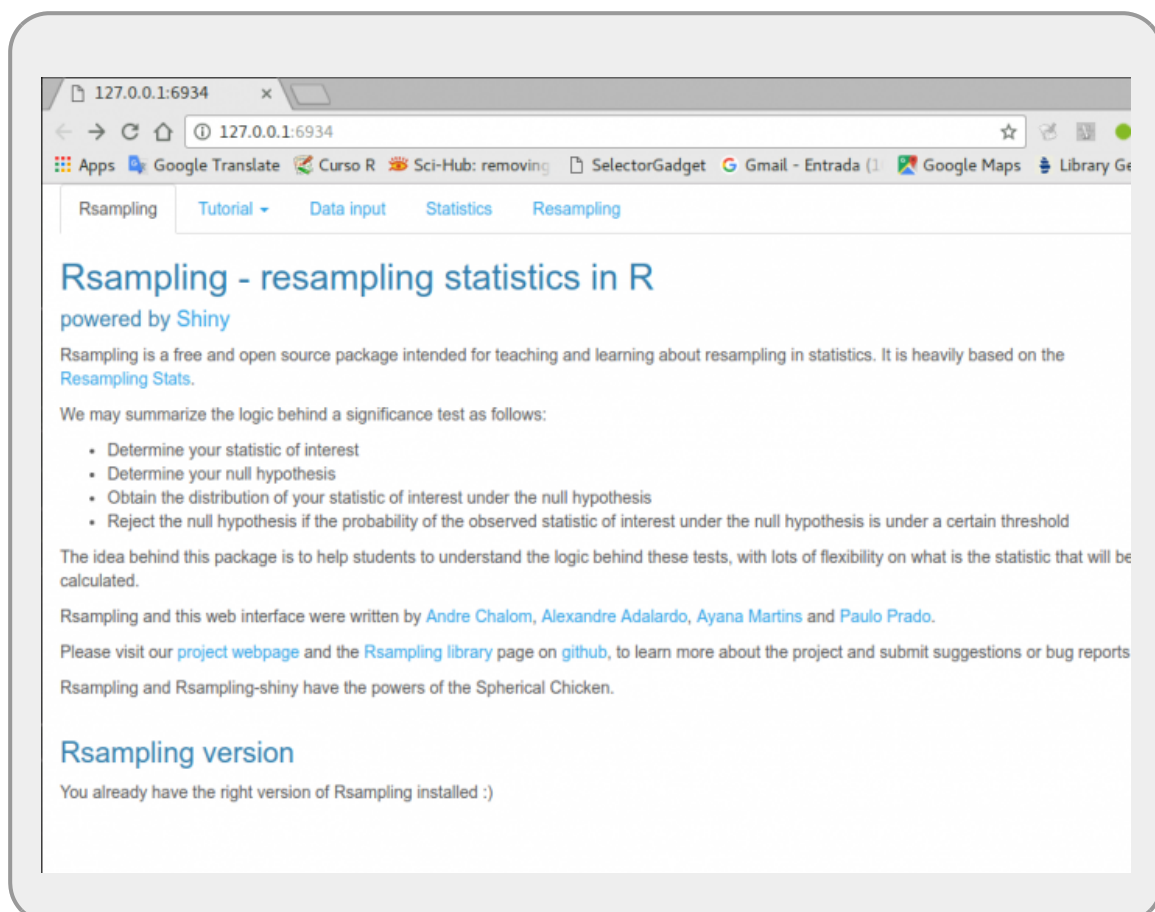 127.0.0.1:6934
127.0.0.1:6934
Apps Google Translate Curso R Sci-Hub: removing SelectorGadget Gmail - Entrada (1 Google Maps Library Ge
Rsampling Tutorial Data input Statistics Resampling
Rsampling - resampling statistics in R
powered by Shiny
Rsampling is a free and open source package intended for teaching and learning about resampling in statistics. It is heavily based on the
Resampling Stats.
We may summarize the logic behind a significance test as follows:
• Determine your statistic of interest
• Determine your null hypothesis
• Obtain the distribution of your statistic of interest under the null hypothesis
• Reject the null hypothesis if the probability of the observed statistic of interest under the null hypothesis is under a certain threshold
The idea behind this package is to help students to understand the logic behind these tests, with lots of flexibility on what is the statistic that will be
calculated.
Rsampling and this web interface were written by Andre Chalom, Alexandre Adalardo, Ayana Martins and Paulo Prado.
Please visit our project webpage and the Rsampling library page on github, to learn more about the project and submit suggestions or bug reports
Rsampling and Rsampling-shiny have the powers of the Spherical Chicken.
Rsampling version
You already have the right version of Rsampling installed :)